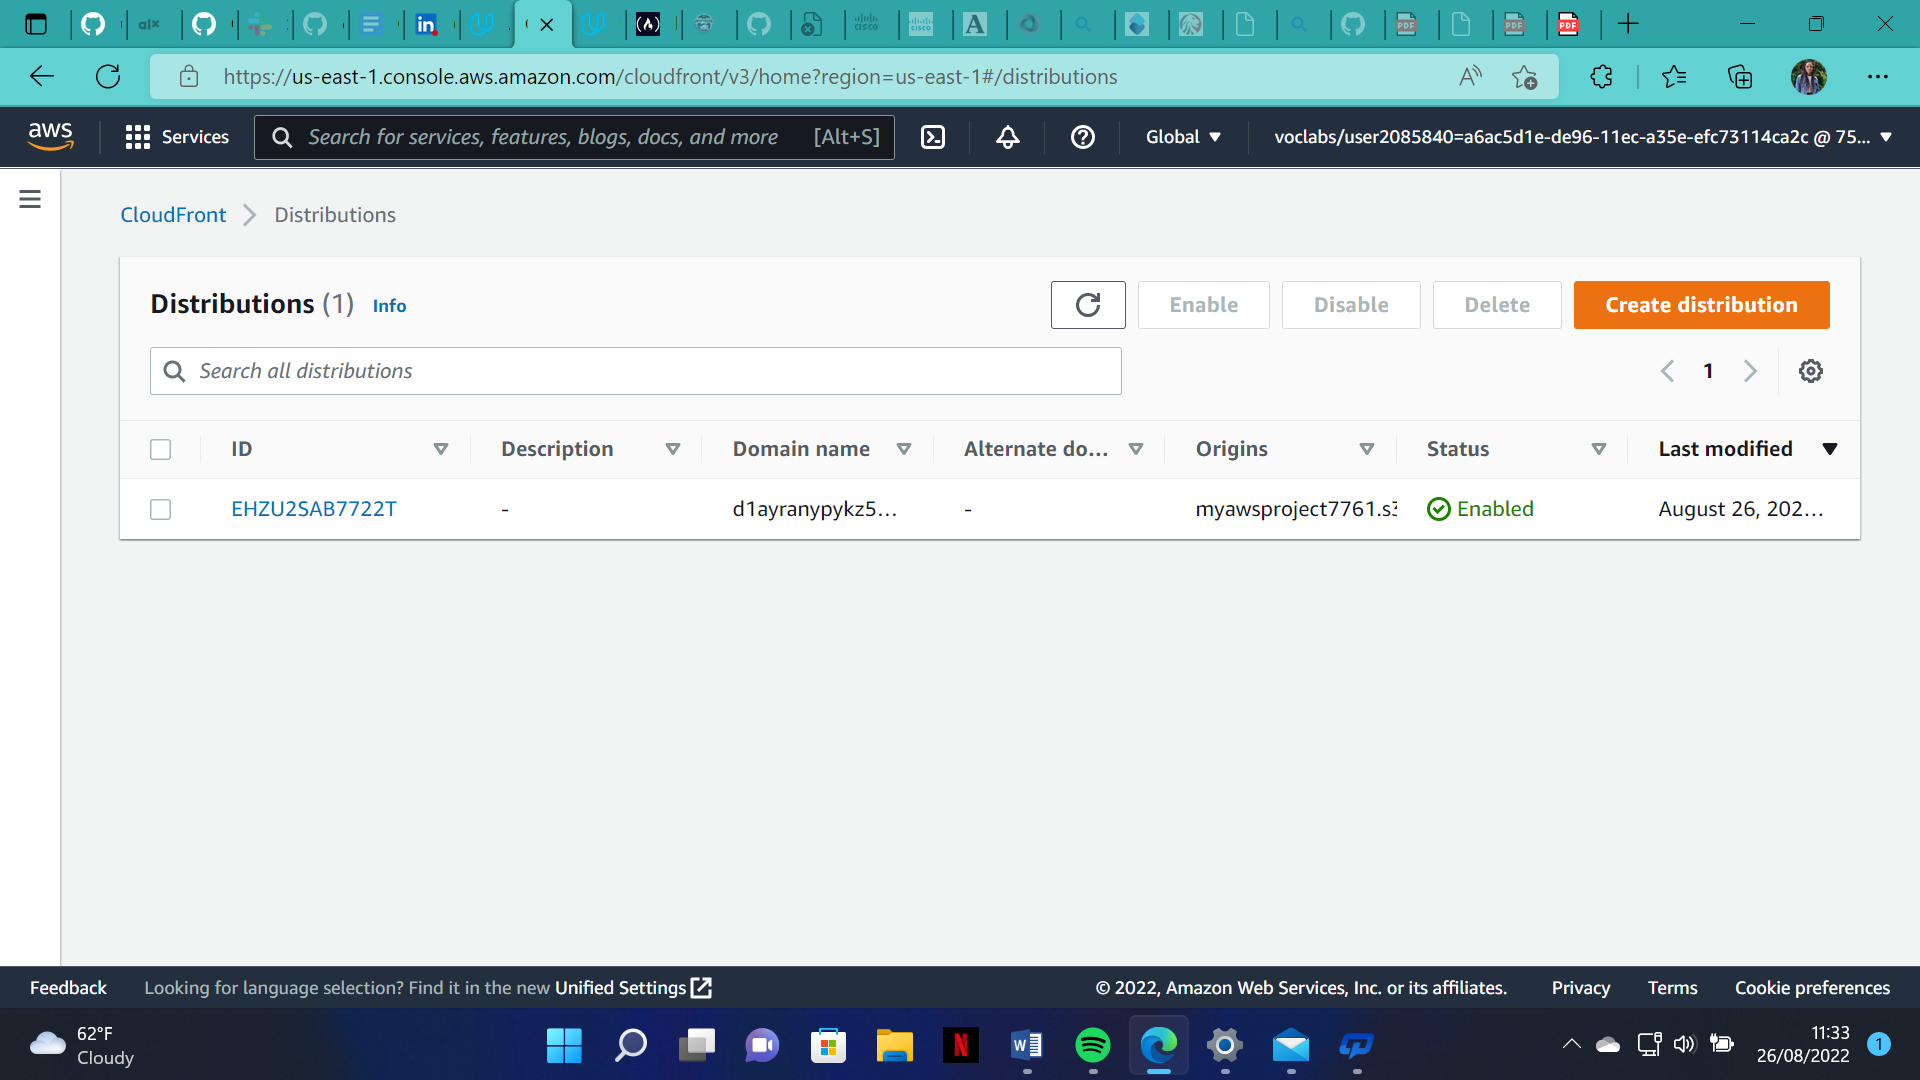 https://us-east-1.console.aws.amazon.com/cloudfront/v3/home?region=us-east-1#/distributions
aws
Services
Search for services, features, blogs, docs, and more
[Alt+S]
Global
voclabs/user2085840=a6ac5d1e-de96-11ec-a35e-efc73114ca2c @ 75...
CloudFront
Distributions
Distributions (1) Info
Enable
Disable
Delete
Create distribution
Search all distributions
1
ID
Description
Domain name
Alternate do...
Origins
Status
Last modified
EHZU2SAB7722T
-
d1ayranypykz5...
-
myawsproject7761.s3
Enabled
August 26, 202...
Feedback
Looking for language selection? Find it in the new Unified Settings
© 2022, Amazon Web Services, Inc. or its affiliates.
Privacy
Terms
Cookie preferences
62°F
Cloudy
11:33
26/08/2022
1